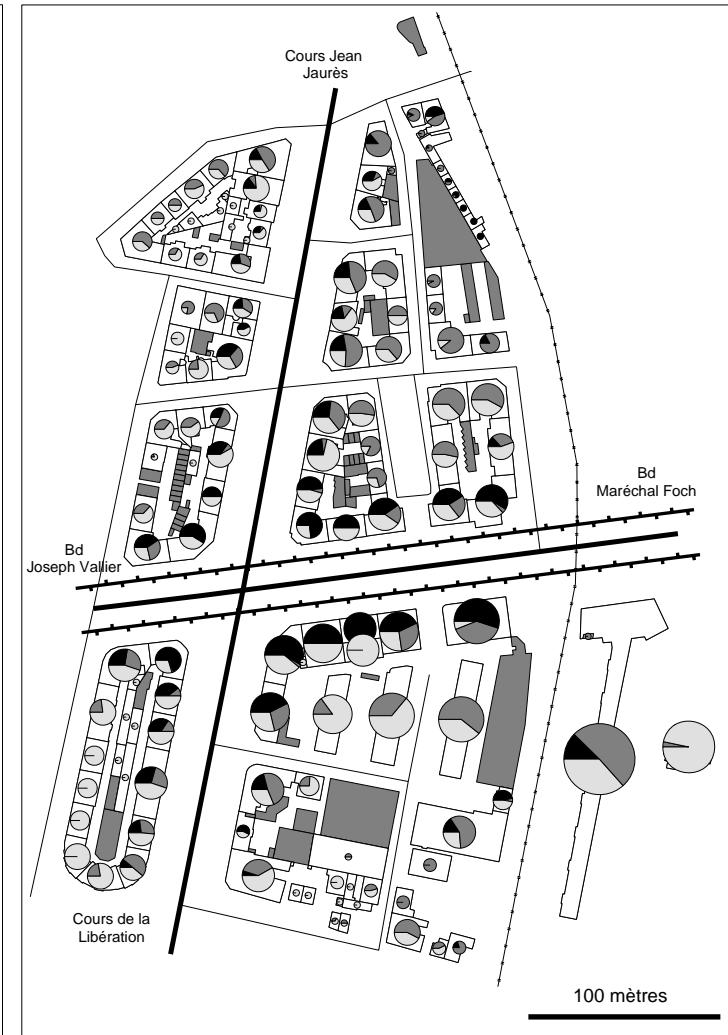 Cours Jean
Jaurès
Bd
Maréchal Foch
Bd
Joseph Vallier
Cours de la
Libération
100 mètres